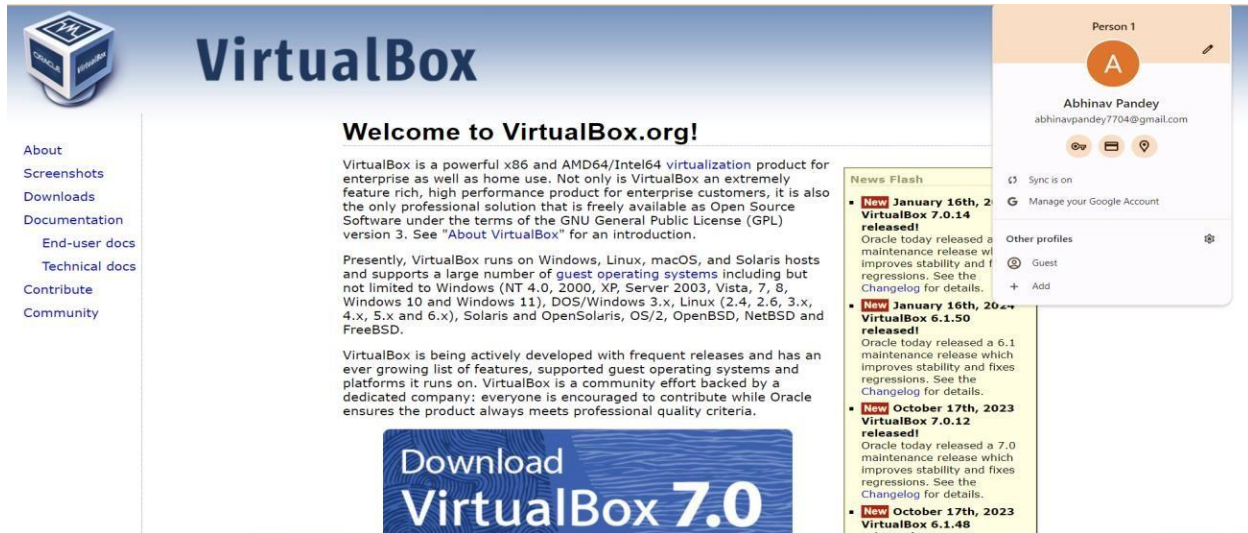 VirtualBox
About
Screenshots
Downloads
Documentation
End-user docs
Technical docs
Contribute
Community
Welcome to VirtualBox.org!
VirtualBox is a powerful x86 and AMD64/Intel64 virtualization product for
enterprise as well as home use. Not only is VirtualBox an extremely
feature rich, high performance product for enterprise customers, it is also
the only professional solution that is freely available as Open Source
Software under the terms of the GNU General Public License (GPL)
version 3. See "About VirtualBox" for an introduction.
Presently, VirtualBox runs on Windows, Linux, macOS, and Solaris hosts
and supports a large number of guest operating systems including but
not limited to Windows (NT 4.0, 2000, XP, Server 2003, Vista, 7, 8,
Windows 10 and Windows 11), DOS/Windows 3.x, Linux (2.4, 2.6, 3.x,
4.x, 5.x and 6.x), Solaris and OpenSolaris, OS/2, OpenBSD, NetBSD and
FreeBSD.
VirtualBox is being actively developed with frequent releases and has an
ever growing list of features, supported guest operating systems and
platforms it runs on. VirtualBox is a community effort backed by a
dedicated company: everyone is encouraged to contribute while Oracle
ensures the product always meets professional quality criteria.
Download
VirtualBox 7.0
News Flash
New January 16th,
VirtualBox 7.0.14
released!
Oracle today released a
maintenance release
improves stability and
regressions. See the
Changelog for details.
New January 16th, 2024
VirtualBox 6.1.50
released!
Oracle today released a 6.1
maintenance release which
improves stability and fixes
regressions. See the
Changelog for details.
New October 17th, 2023
VirtualBox 7.0.12
released!
Oracle today released a 7.0
maintenance release which
improves stability and fixes
regressions. See the
Changelog for details.
New October 17th, 2023
VirtualBox 6.1.48
Person 1
A
Abhinav Pandey
abhinavpandey7704@gmail.com
Sync is on
G Manage your Google Account
Other profiles
Guest
+ Add